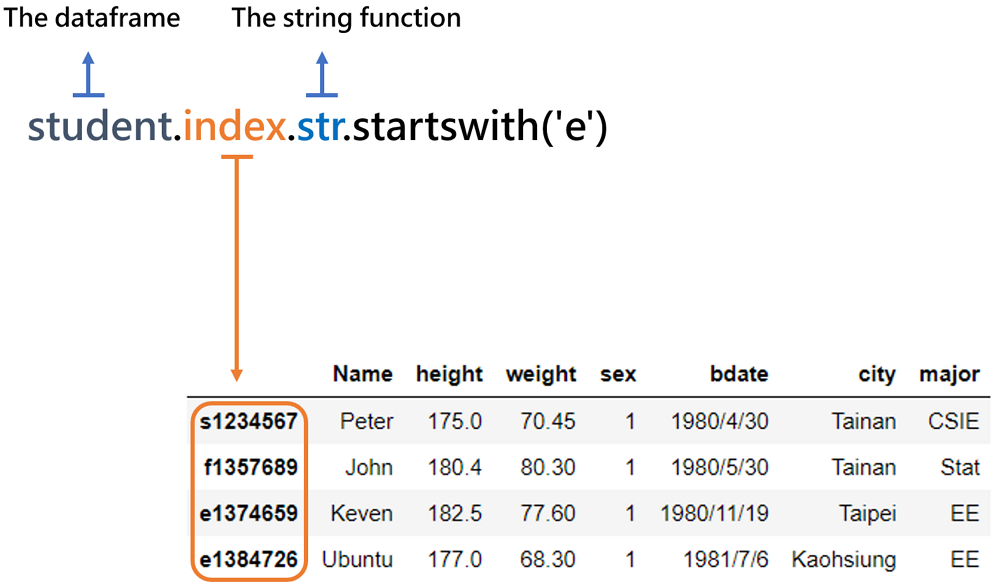 The dataframe The string function
student.index.str.startswith('e')
Name height weight sex bdate city major
s1234567 Peter 175.0 70.45 1 1980/4/30 Tainan CSIE
f1357689 John 180.4 80.30 1 1980/5/30 Tainan Stat
e1374659 Keven 182.5 77.60 1 1980/11/19 Taipei EE
e1384726 Ubuntu 177.0 68.30 1 1981/7/6 Kaohsiung EE